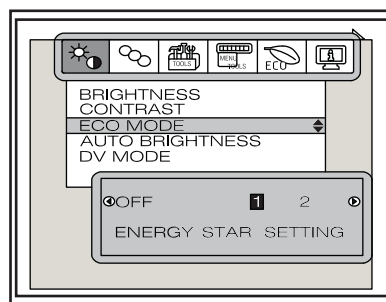 TOOLS MENU TOOLS ECO
BRIGHTNESS
CONTRAST
ECO MODE
AUTO BRIGHTNESS
DV MODE
OFF 1 2
ENERGY STAR SETTING